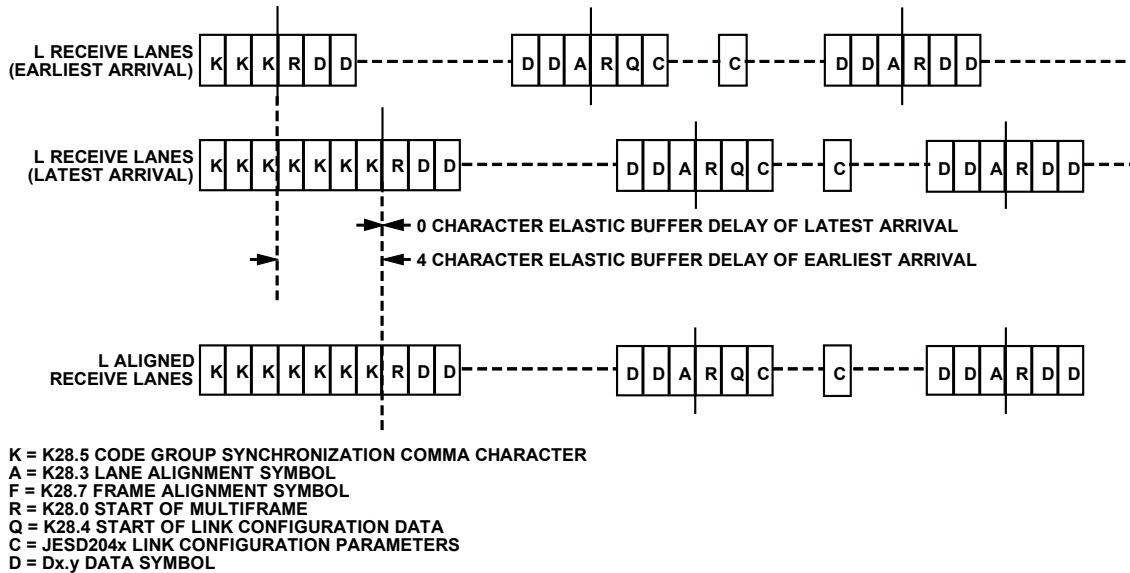 L RECEIVE LANES
(EARLIEST ARRIVAL)
K K K R D D
D D A R Q C
C
D D A R D D
L RECEIVE LANES
(LATEST ARRIVAL)
K K K K K K K R D D
D D A R Q C
C
D D A R D D
0 CHARACTER ELASTIC BUFFER DELAY OF LATEST ARRIVAL
4 CHARACTER ELASTIC BUFFER DELAY OF EARLIEST ARRIVAL
L ALIGNED
RECEIVE LANES
K K K K K K K R D D
D D A R Q C
C
D D A R D D
K = K28.5 CODE GROUP SYNCHRONIZATION COMMA CHARACTER
A = K28.3 LANE ALIGNMENT SYMBOL
F = K28.7 FRAME ALIGNMENT SYMBOL
R = K28.0 START OF MULTIFRAME
Q = K28.4 START OF LINK CONFIGURATION DATA
C = JESD204x LINK CONFIGURATION PARAMETERS
D = Dx.y DATA SYMBOL